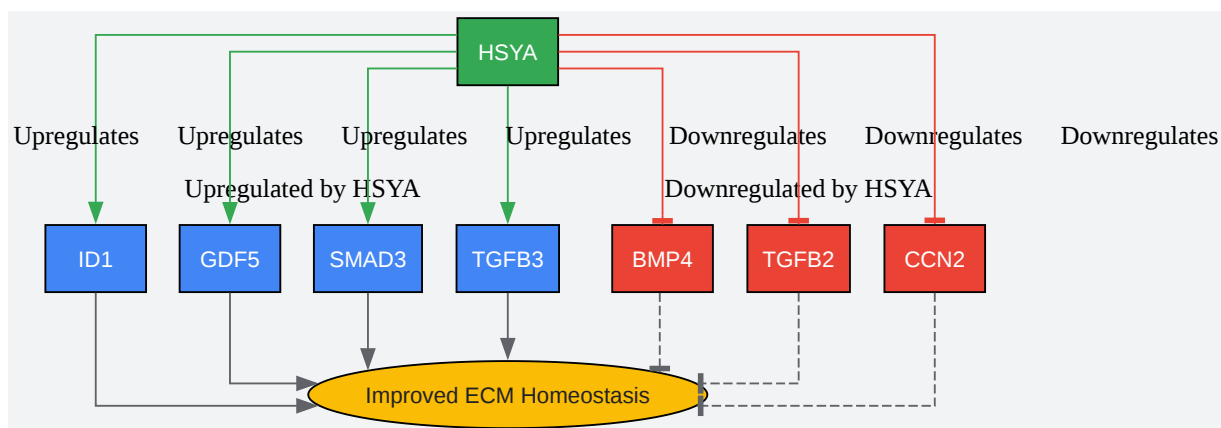 HSYA
Upregulates Upregulates Upregulates Upregulates Downregulates Downregulates Downregulates
Upregulated by HSYA Downregulated by HSYA
ID1 GDF5 SMAD3 TGFB3 BMP4 TGFB2 CCN2
Improved ECM Homeostasis